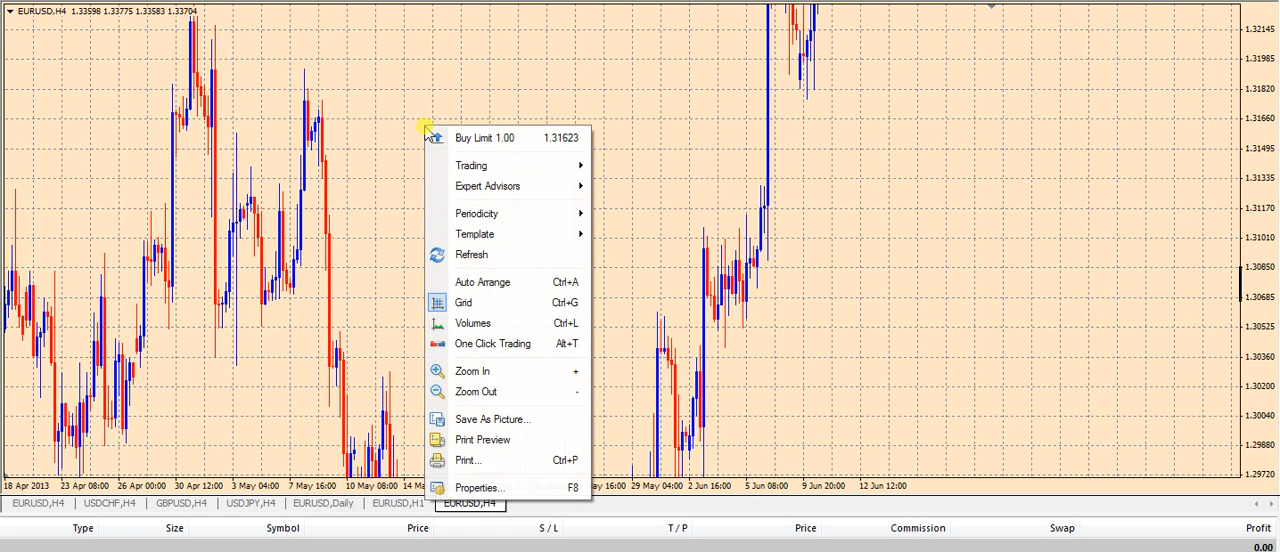 EURUSD,H4 1.33598 1.33775 1.33583 1.33704
1.32145
1.31985
1.31820
1.31660
1.31495
1.31335
1.31170
1.31010
1.30850
1.30685
1.30525
1.30360
1.30200
1.30040
1.29880
1.29720
Buy Limit 1.00 1.31623
Trading
Expert Advisors
Periodicity
Template
Refresh
Auto Arrange Ctrl+A
Grid Ctrl+G
Volumes Ctrl+L
One Click Trading Alt+T
Zoom In +
Zoom Out -
Save As Picture...
Print Preview
Print... Ctrl+P
Properties... F8
18 Apr 2013 23 Apr 08:00 26 Apr 00:00 30 Apr 12:00 3 May 04:00 7 May 16:00 10 May 08:00 14 Ma 16:00 29 May 04:00 2 Jun 16:00 5 Jun 08:00 9 Jun 20:00 12 Jun 12:00
EURUSD,H4 USDCHF,H4 GBPUSD,H4 USDJPY,H4 EURUSD,Daily EURUSD,H1 EURUSD,H4
Type Size Symbol Price S / L T / P Price Commission Swap Profit
0.00